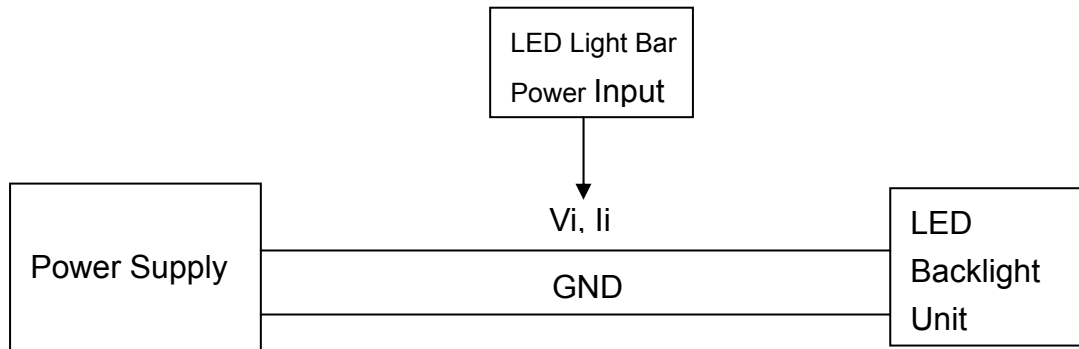 LED Light Bar
Power Input
Vi, Ii
Power Supply
GND
LED
Backlight
Unit